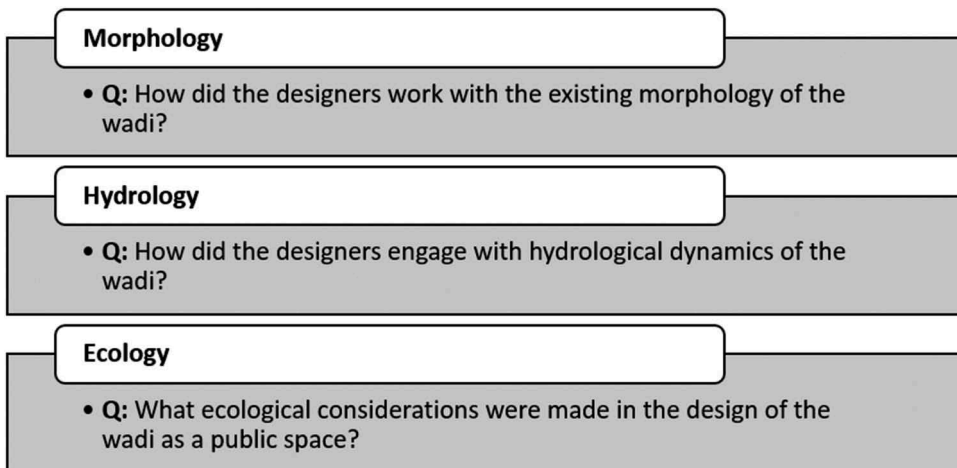 Morphology
• Q: How did the designers work with the existing morphology of the
wadi?
Hydrology
• Q: How did the designers engage with hydrological dynamics of the
wadi?
Ecology
• Q: What ecological considerations were made in the design of the
wadi as a public space?